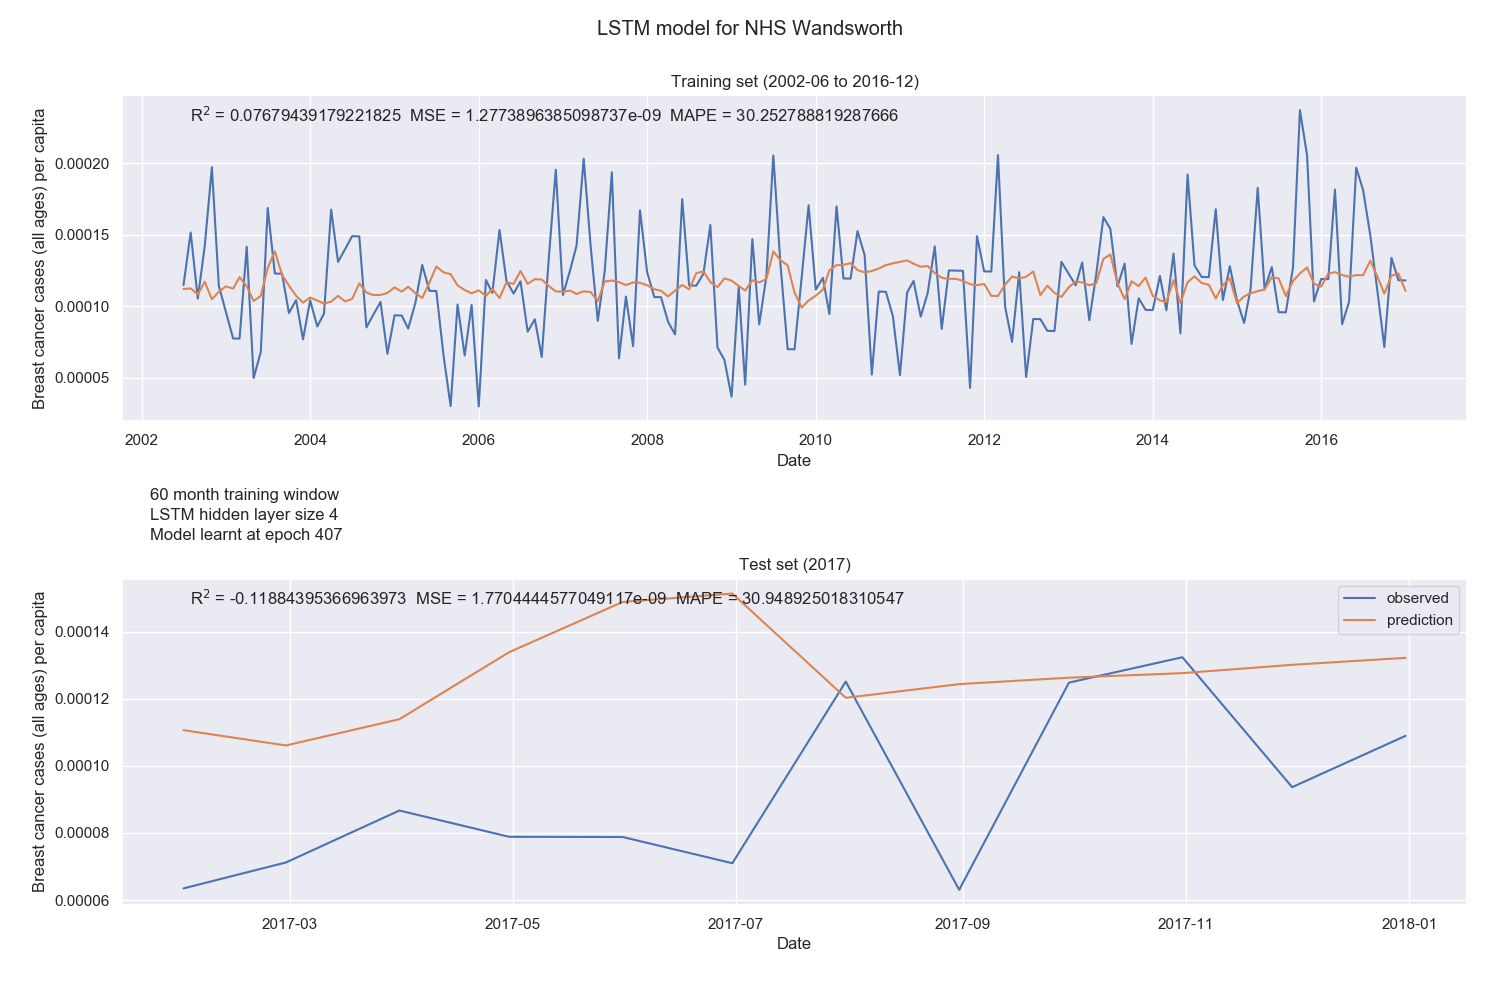 LSTM model for NHS Wandsworth
Training set (2002-06 to 2016-12)
R² = 0.07679439179221825 MSE = 1.2773896385098737e-09 MAPE = 30.252788819287666
Breast cancer cases (all ages) per capita
0.00020
0.00015
0.00010
0.00005
2002 2004 2006 2008 2010 2012 2014 2016
Date
60 month training window
LSTM hidden layer size 4
Model learnt at epoch 407
Test set (2017)
R² = -0.11884395366963973 MSE = 1.7704444577049117e-09 MAPE = 30.948925018310547
observed
prediction
Breast cancer cases (all ages) per capita
0.00014
0.00012
0.00010
0.00008
0.00006
2017-03 2017-05 2017-07 2017-09 2017-11 2018-01
Date